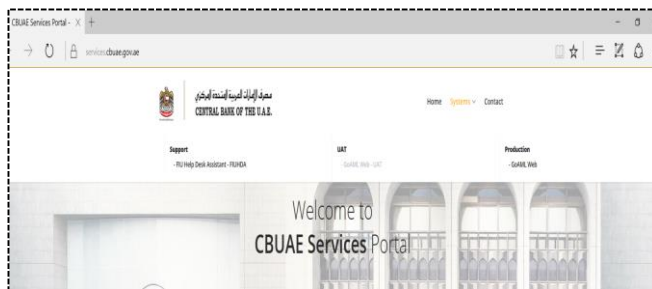 CBUAE Services Portal -
services.cbuae.gov.ae
مصرف الإمارات العربية المتحدة المركزي
CENTRAL BANK OF THE U.A.E.
Home Systems Contact
Support UAT Production
- FIU Help Desk Assistant - FIUHDA - GoAML Web - UAT - GoAML Web
Welcome to
CBUAE Services Portal